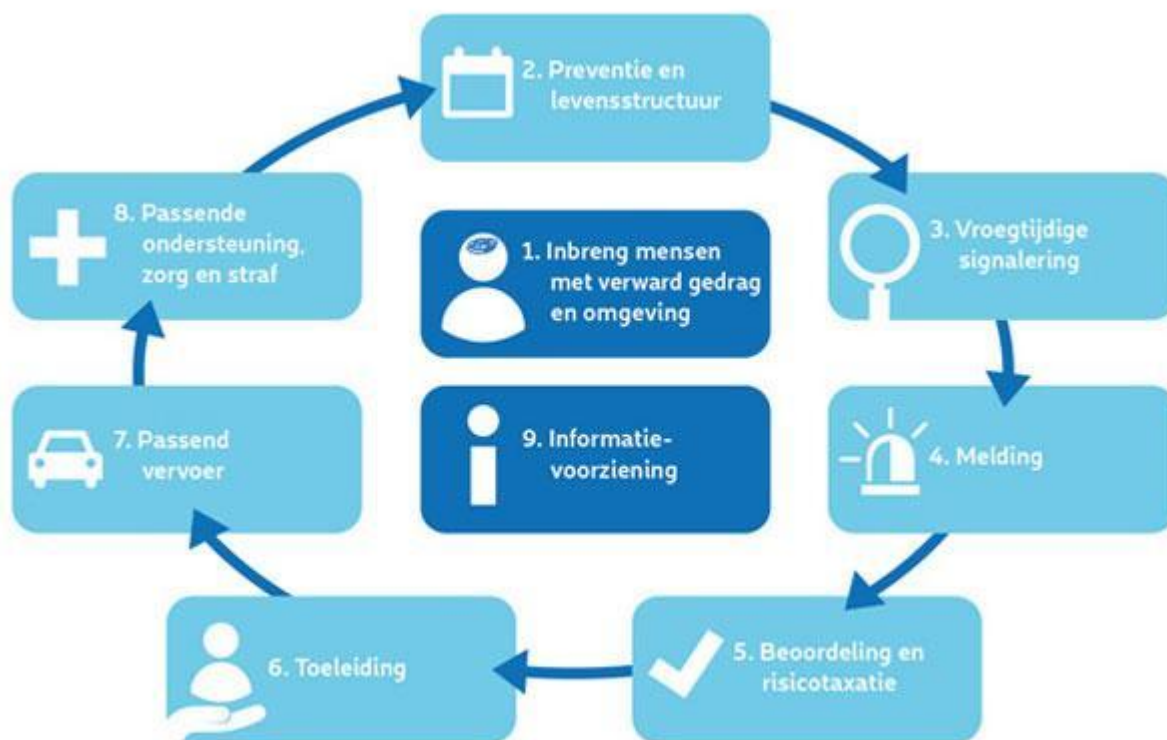 2. Preventie en
levensstructuur
8. Passende
ondersteuning,
zorg en straf
1. Inbreng mensen
met verward gedrag
en omgeving
3. Vroegtijdige
signalering
7. Passend
vervoer
9. Informatie-
voorziening
4. Melding
6. Toeleiding
5. Beoordeling en
risicotaxatie